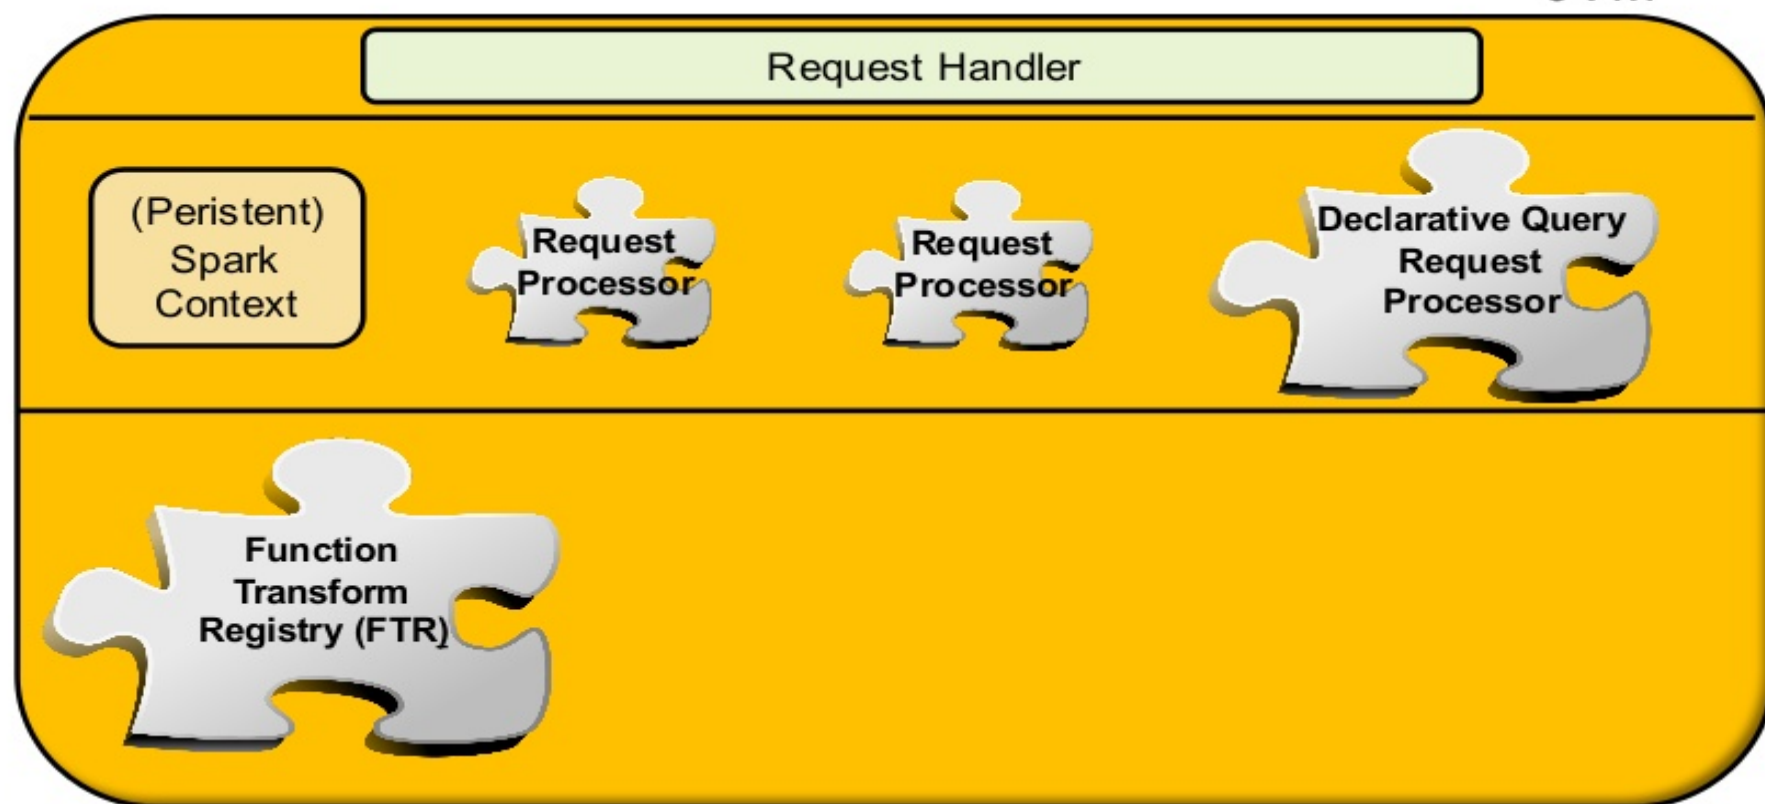 Request Handler
(Peristent)
Spark
Context
Request
Processor
Request
Processor
Declarative Query
Request
Processor
Function
Transform
Registry (FTR)